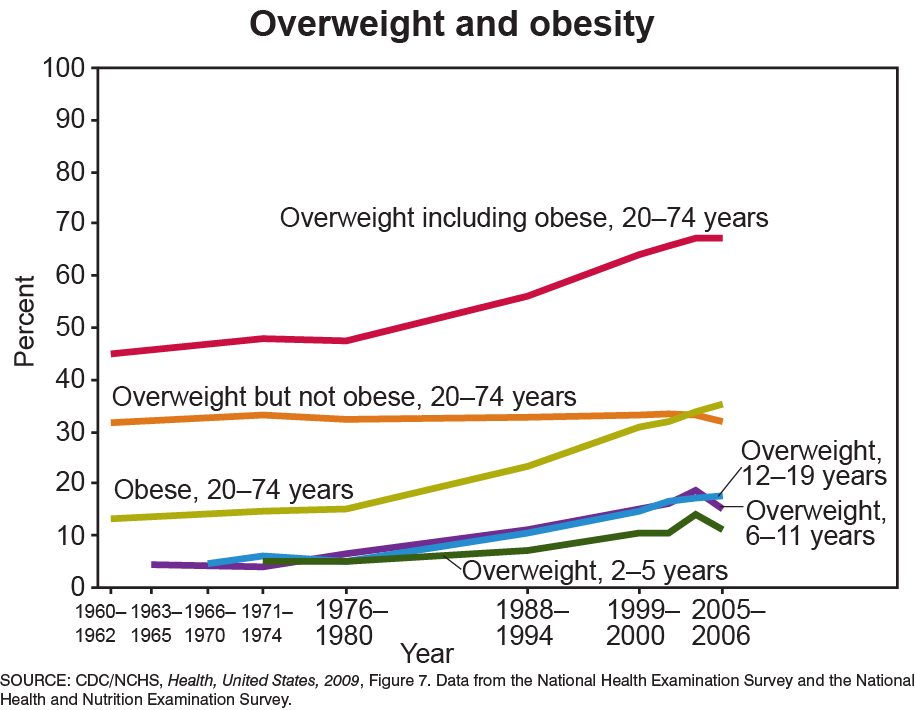 Overweight and obesity
100
90
80
70
60
50
40
30
20
10
0
Percent
Overweight including obese, 20–74 years
Overweight but not obese, 20–74 years
Obese, 20–74 years
Overweight,
12–19 years
Overweight,
6–11 years
Overweight, 2–5 years
1960–
1962
1963–
1965
1966–
1970
1971–
1974
1976–
1980
1988–
1994
1999–
2000
2005–
2006
Year
SOURCE: CDC/NCHS, Health, United States, 2009, Figure 7. Data from the National Health Examination Survey and the National
Health and Nutrition Examination Survey.